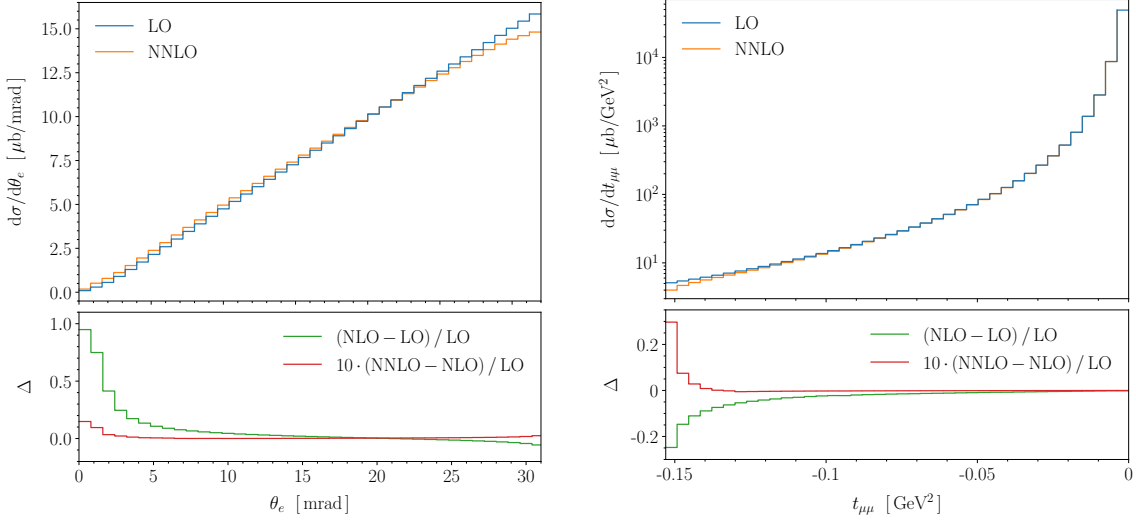 15.0
12.5
10.0
7.5
5.0
2.5
0.0
dσ/dθ_e [ μb/mrad]
LO
NNLO
1.0
0.5
0.0
Δ
(NLO − LO) / LO
10 · (NNLO − NLO) / LO
0
5
10
15
20
25
30
θ_e [ mrad]
10⁴
10³
10²
10¹
dσ/dt_μμ [ μb/GeV²]
LO
NNLO
0.2
0
-0.2
Δ
(NLO − LO) / LO
10 · (NNLO − NLO) / LO
-0.15
-0.1
-0.05
0
t_μμ [ GeV²]